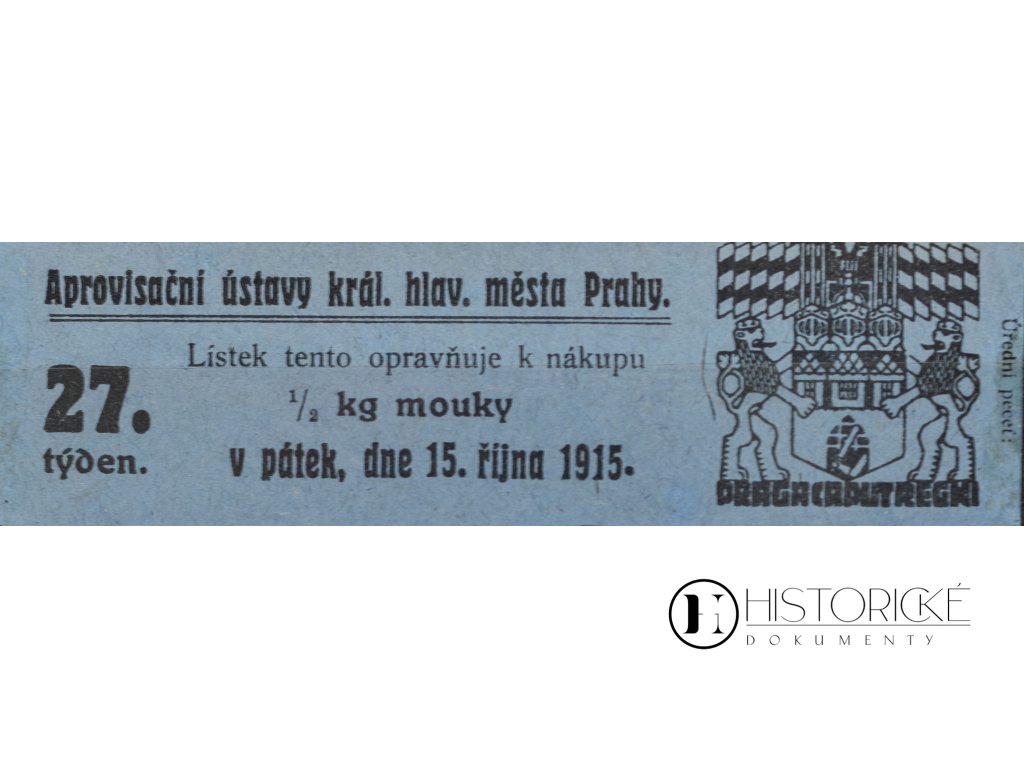 Aprovisační ústavy král. hlav. města Prahy.
27.
týden.
Lístek tento opravňuje k nákupu
1/2 kg mouky
v pátek, dne 15. října 1915.
PRAGA CAPUT REGNI
Úřední pečeť:
HISTORICKÉ
DOKUMENTY